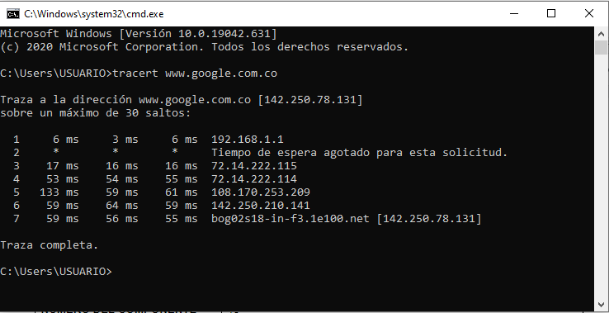 C:\Windows\system32\cmd.exe
Microsoft Windows [Versión 10.0.19042.631]
(c) 2020 Microsoft Corporation. Todos los derechos reservados.
C:\Users\USUARIO>tracert www.google.com.co
Traza a la dirección www.google.com.co [142.250.78.131]
sobre un máximo de 30 saltos:
1 6 ms 3 ms 6 ms 192.168.1.1
2 * * * Tiempo de espera agotado para esta solicitud.
3 17 ms 16 ms 16 ms 72.14.222.115
4 53 ms 54 ms 55 ms 72.14.222.114
5 133 ms 59 ms 61 ms 108.170.253.209
6 59 ms 64 ms 59 ms 142.250.210.141
7 59 ms 56 ms 55 ms bog02s18-in-f3.1e100.net [142.250.78.131]
Traza completa.
C:\Users\USUARIO>